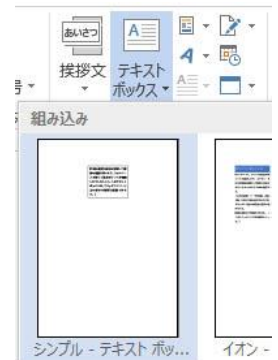 あいさつ
A
挨拶文
テキスト
ボックス
A
A
号
組み込み
シンプル - テキスト ボッ...
イオン -